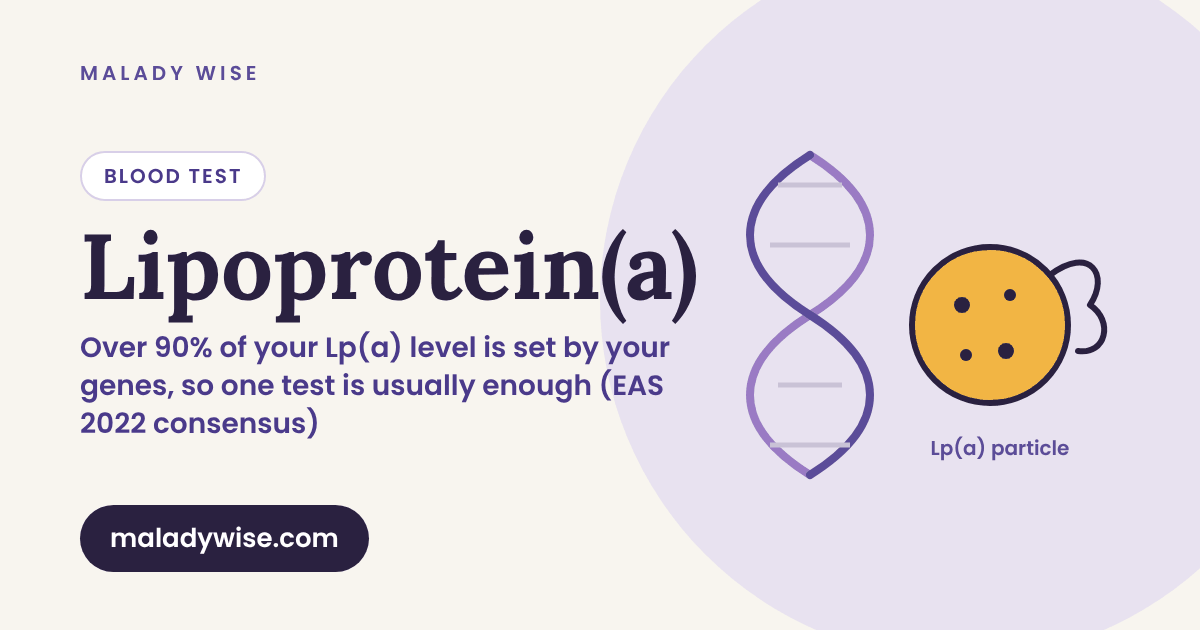 MALADY WISE
BLOOD TEST
Lipoprotein(a)
Over 90% of your Lp(a) level is set by your
genes, so one test is usually enough (EAS
2022 consensus)
Lp(a) particle
maladywise.com